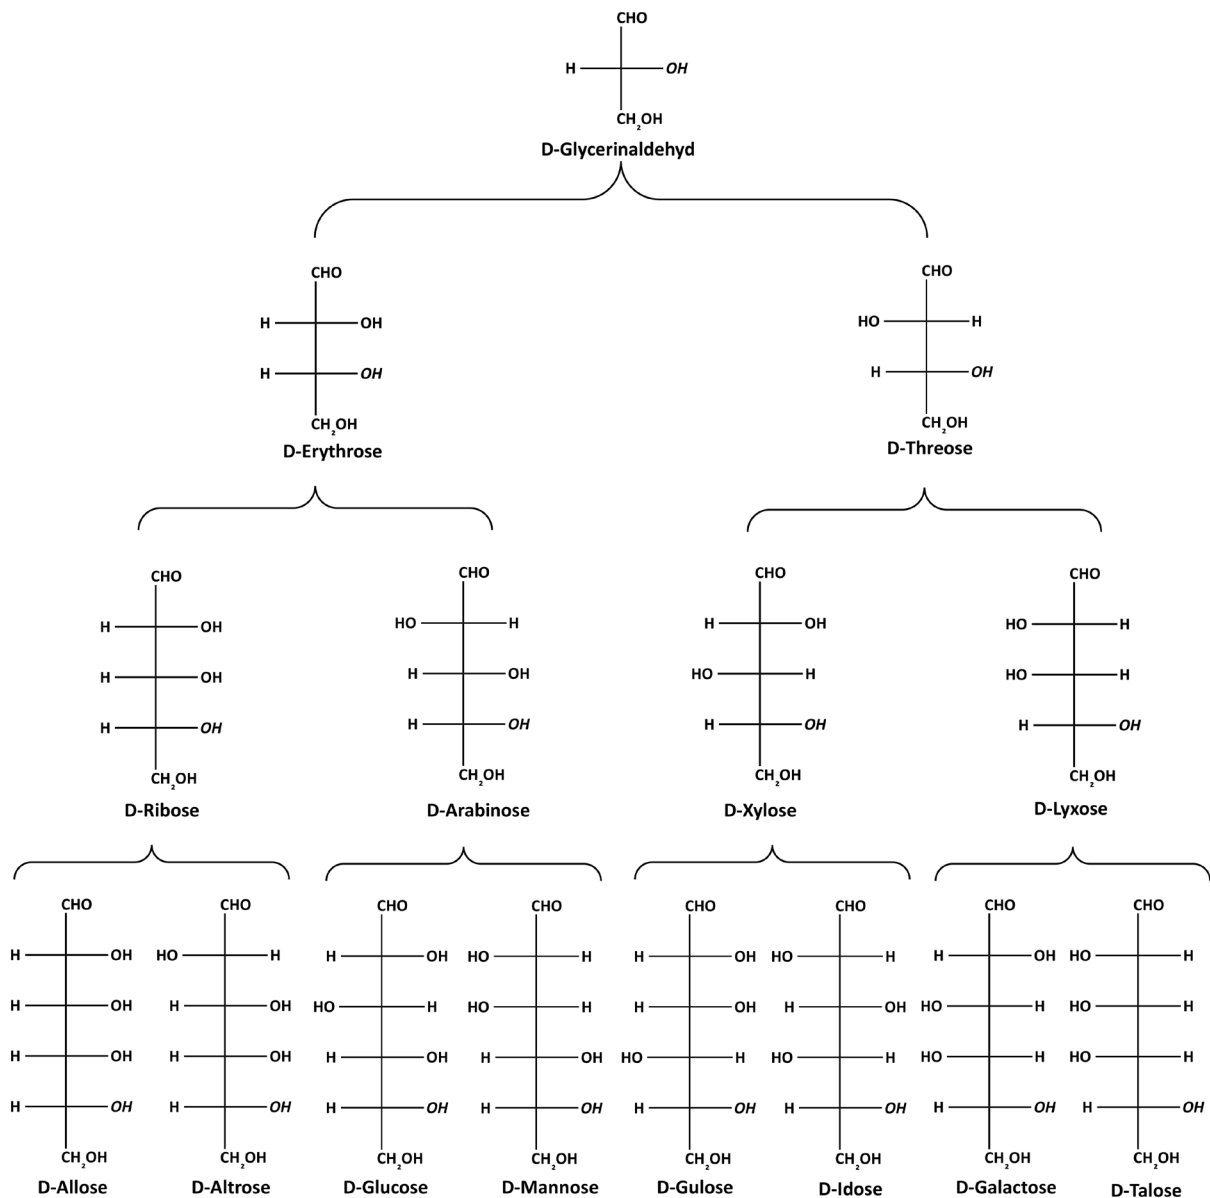 CHO
H OH
CH2OH
D-Glycerinaldehyd
CHO
H OH
H OH
CH2OH
D-Erythrose
CHO
HO H
H OH
CH2OH
D-Threose
CHO
H OH
H OH
H OH
CH2OH
D-Ribose
CHO
HO H
H OH
H OH
CH2OH
D-Arabinose
CHO
H OH
HO H
H OH
CH2OH
D-Xylose
CHO
HO H
HO H
H OH
CH2OH
D-Lyxose
CHO
H OH
H OH
H OH
H OH
CH2OH
D-Allose
CHO
HO H
H OH
H OH
H OH
CH2OH
D-Altrose
CHO
H OH
HO H
H OH
H OH
CH2OH
D-Glucose
CHO
HO H
HO H
H OH
H OH
CH2OH
D-Mannose
CHO
H OH
H OH
HO H
H OH
CH2OH
D-Gulose
CHO
HO H
H OH
HO H
H OH
CH2OH
D-Idose
CHO
H OH
HO H
HO H
H OH
CH2OH
D-Galactose
CHO
HO H
HO H
HO H
H OH
CH2OH
D-Talose